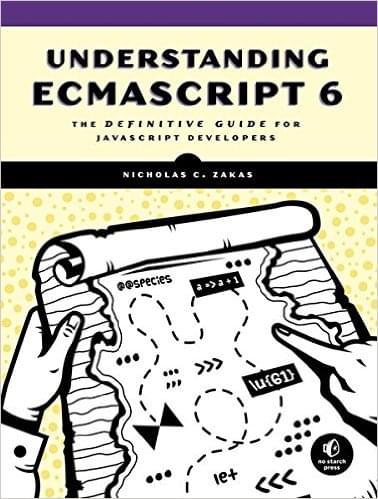 UNDERSTANDING
ECMASCRIPT 6
THE DEFINITIVE GUIDE FOR
JAVASCRIPT DEVELOPERS
NICHOLAS C. ZAKAS
@@species
a => a + 1
\u{61}
let
no starch
press